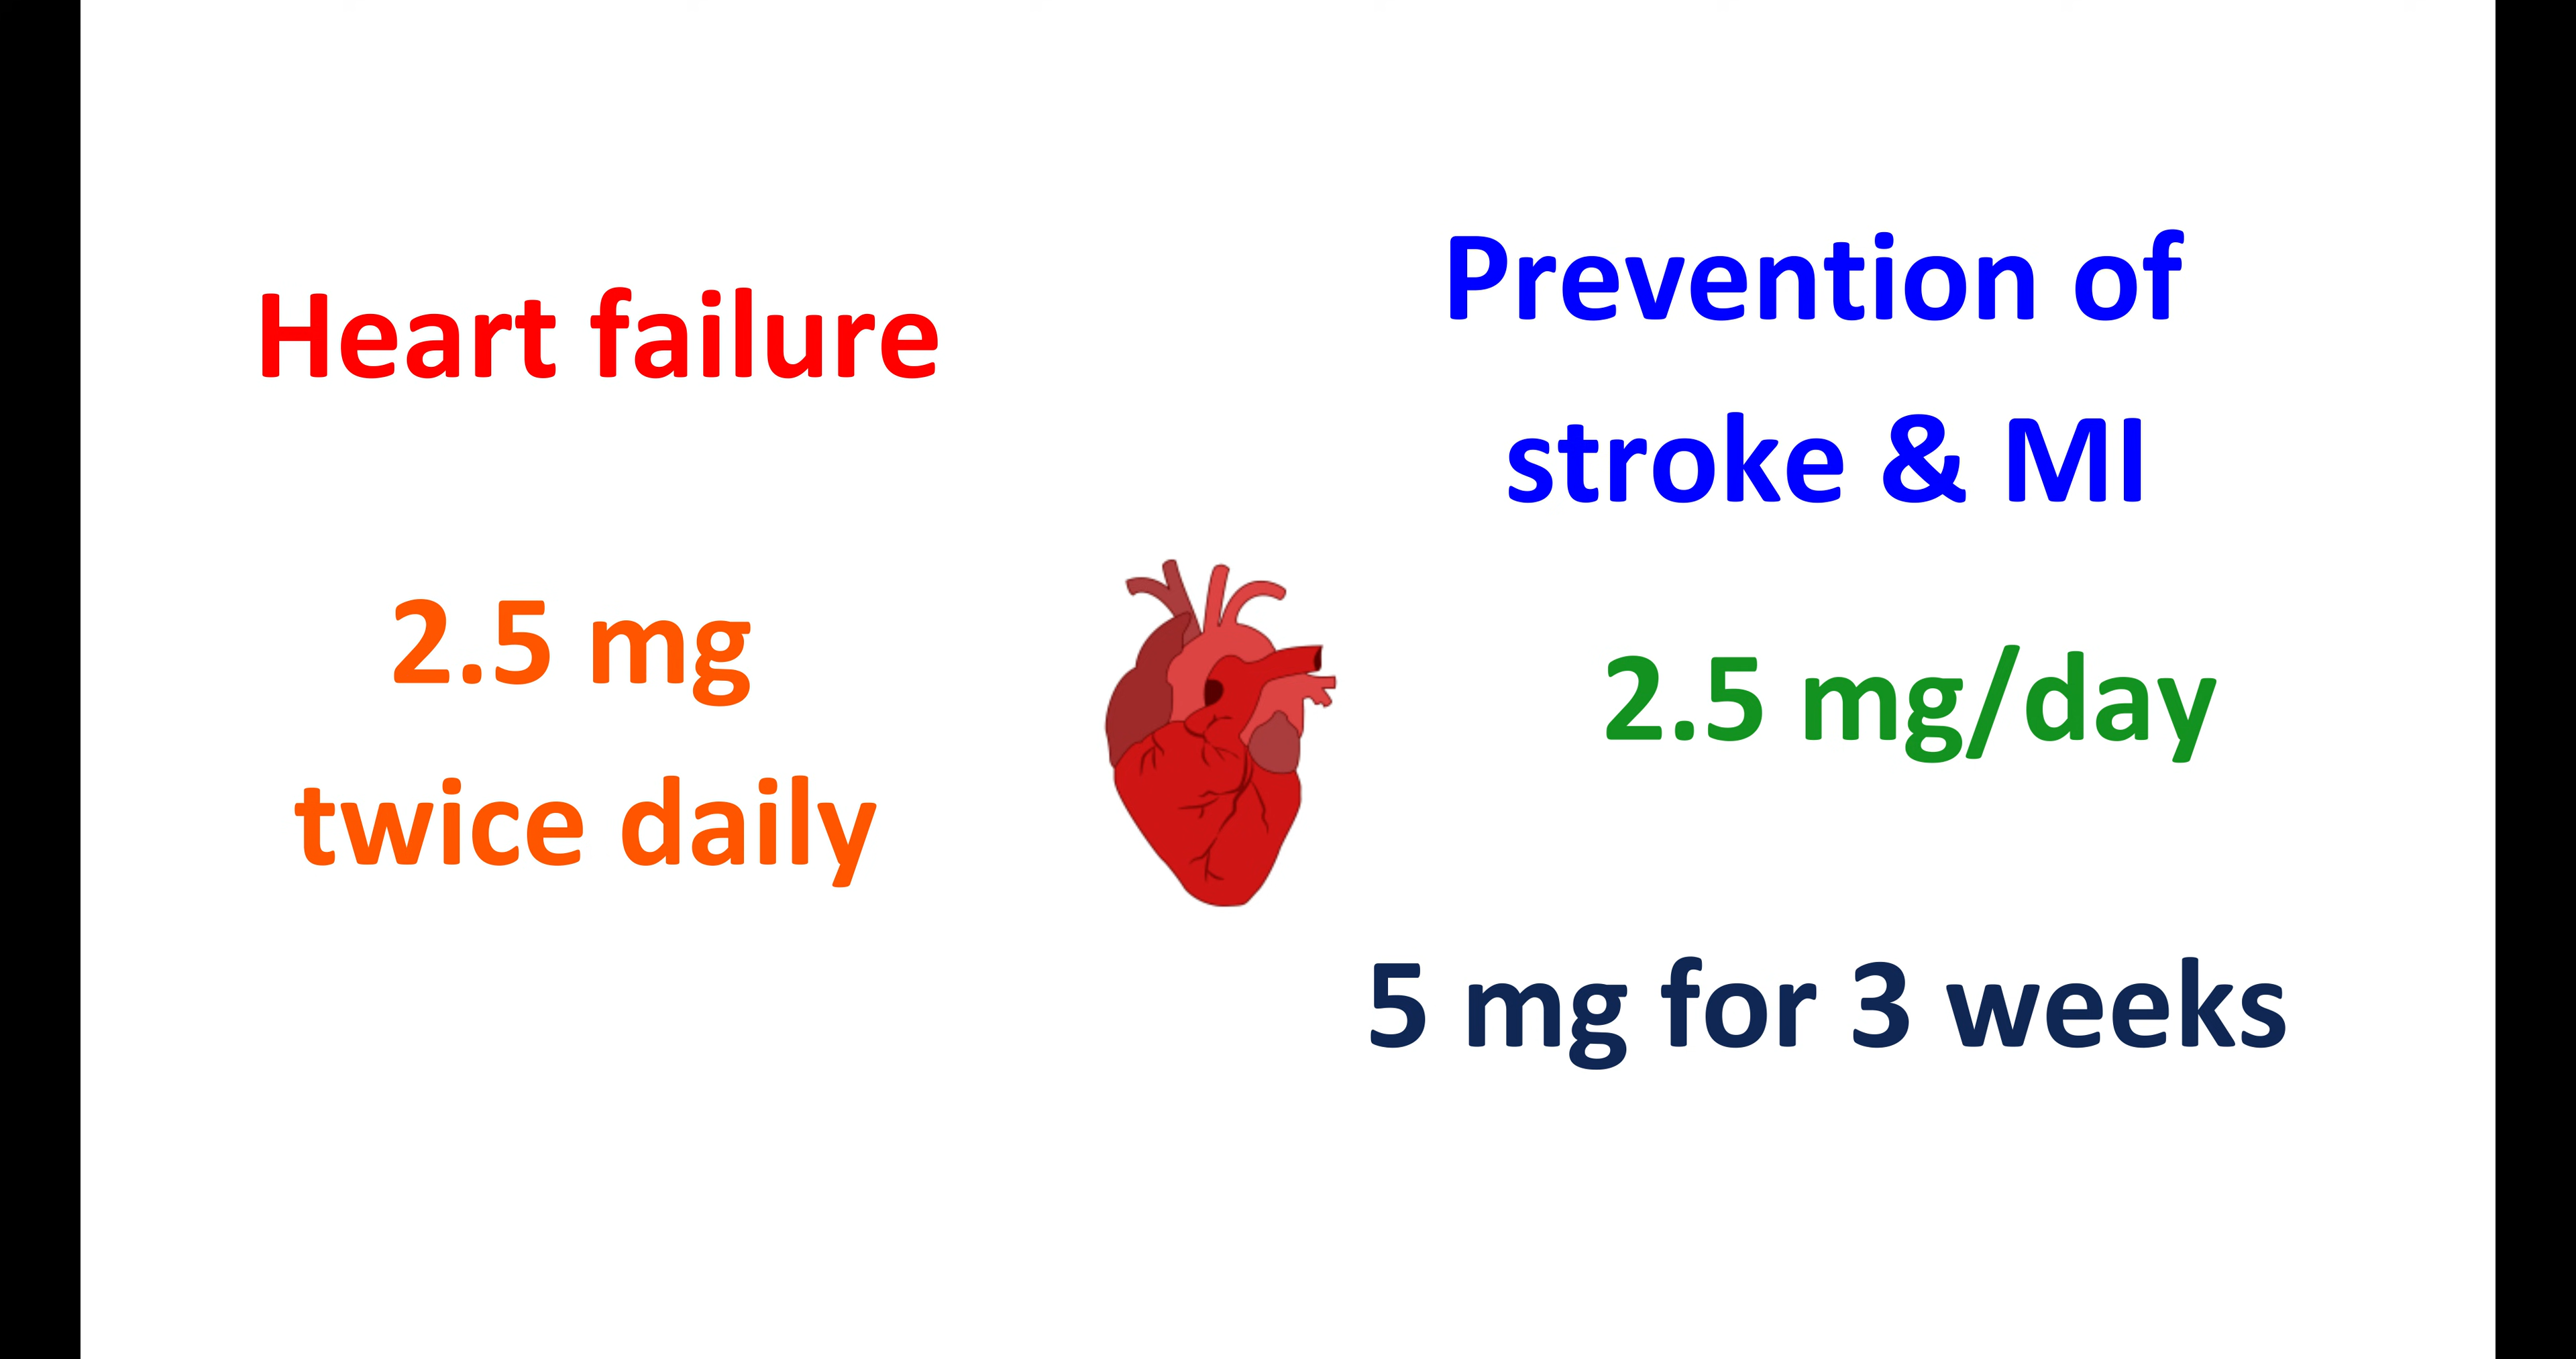 Heart failure
2.5 mg
twice daily
Prevention of
stroke & MI
2.5 mg/day
5 mg for 3 weeks